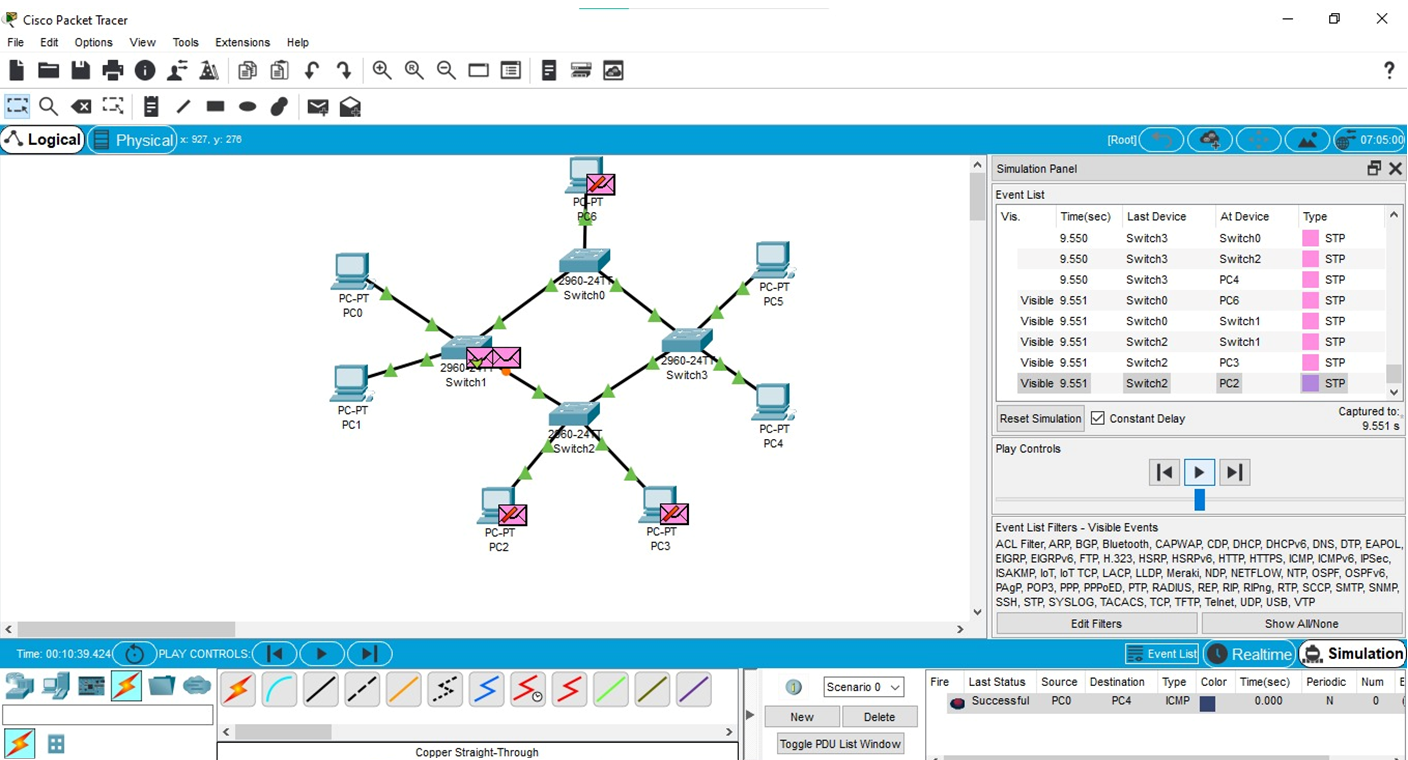 Cisco Packet Tracer
File Edit Options View Tools Extensions Help
Logical Physical x: 927, y: 276 [Root] 07:05:00
PC-PT
PC6
2960-24TT
Switch0
PC-PT
PC0
PC-PT
PC5
2960-24TT
Switch1
2960-24TT
Switch3
PC-PT
PC1
PC-PT
PC4
2960-24TT
Switch2
PC-PT
PC2
PC-PT
PC3
Simulation Panel
Event List
Vis. Time(sec) Last Device At Device Type
9.550 Switch3 Switch0 STP
9.550 Switch3 Switch2 STP
9.550 Switch3 PC4 STP
Visible 9.551 Switch0 PC6 STP
Visible 9.551 Switch0 Switch1 STP
Visible 9.551 Switch2 Switch1 STP
Visible 9.551 Switch2 PC3 STP
Visible 9.551 Switch2 PC2 STP
Reset Simulation Constant Delay Captured to:
9.551 s
Play Controls
Event List Filters - Visible Events
ACL Filter, ARP, BGP, Bluetooth, CAPWAP, CDP, DHCP, DHCPv6, DNS, DTP, EAPOL,
EIGRP, EIGRPv6, FTP, H.323, HSRP, HSRPv6, HTTP, HTTPS, ICMP, ICMPv6, IPSec,
ISAKMP, IoT, IoT TCP, LACP, LLDP, Meraki, NDP, NETFLOW, NTP, OSPF, OSPFv6,
PAgP, POP3, PPP, PPPoED, PTP, RADIUS, REP, RIP, RIPng, RTP, SCCP, SMTP, SNMP,
SSH, STP, SYSLOG, TACACS, TCP, TFTP, Telnet, UDP, USB, VTP
Edit Filters Show All/None
Time: 00:10:39.424 PLAY CONTROLS: Event List Realtime Simulation
Scenario 0
New Delete
Toggle PDU List Window
Copper Straight-Through
Fire Last Status Source Destination Type Color Time(sec) Periodic Num E
Successful PC0 PC4 ICMP 0.000 N 0 (